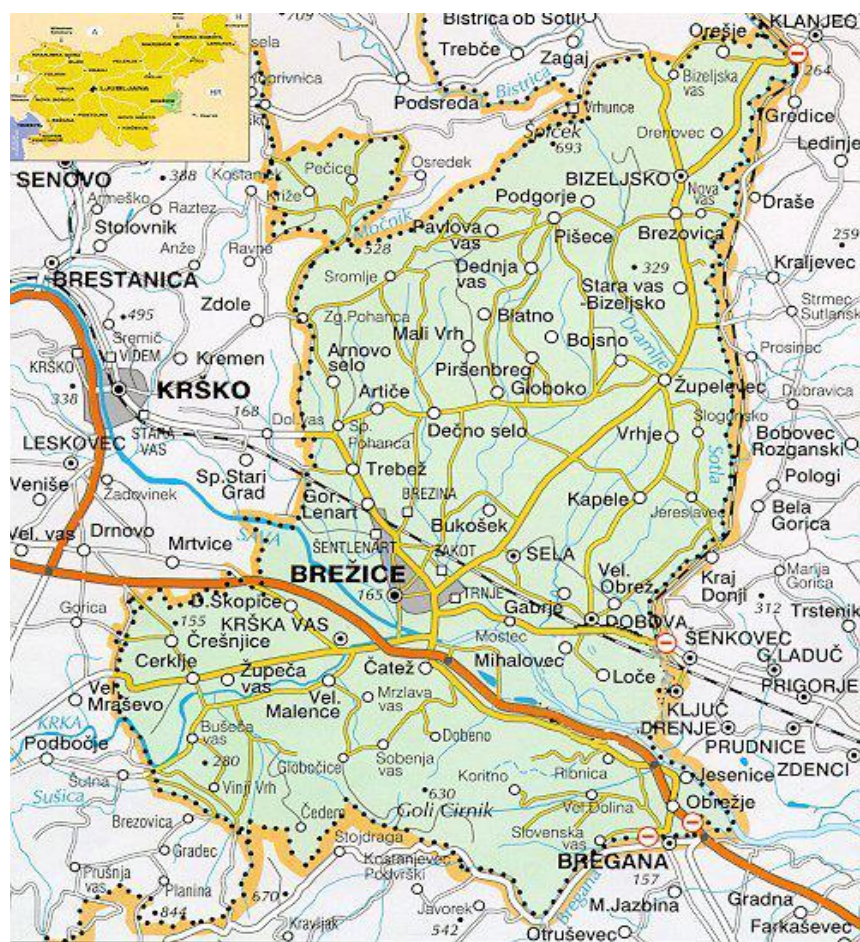 709
Bistrica ob Sotli
KLANJEC
Trebče
Zagaj
Orešje
Bistrica
264
Podsreda
Bizeljska
vas
Vrhunce
Gredice
Špiček
693
Drenovec
Ledinje
SENOVO
388
Kostanjek
Pečice
Osredek
BIZELJSKO
Armeško
Raztez
Križe
Podgorje
Nova
vas
Draše
Stolovnik
Močnik
Pavlova
vas
Pišece
Brezovica
259
Anže
Ravne
528
BRESTANICA
Sromlje
Dednja
vas
329
Kraljevec
Zdole
Stara vas
-Bizeljsko
495
Zg.Pohanca
Blatno
Strmec
Sutlanski
Sremič
VIDEM
Mali Vrh
Bojsno
Dramlje
KRŠKO
Kremen
Arnovo
selo
Piršenbreg
Prosinec
338
KRŠKO
Artiče
Globoko
Župelevec
168
Dubravica
STARA
VAS
Dol.vas
Sp.
Pohanca
Dečno selo
Vrhje
Slogonsko
LESKOVEC
Sotla
Bobovec
Rozganski
Sp.Stari
Grad
Trebež
Veniše
Žadovinek
Gor.
Lenart
BREZINA
Kapele
Pologi
Jereslavec
Vel. vas
Drnovo
Bukošek
Bela
Gorica
SAVA
Mrtvice
ŠENTLENART
ZAKOT
SELA
BREŽICE
Vel.
Obrež
Kraj
Donji
Marija
Gorica
165
TRNJE
312
Gorica
D.Skopice
Gabrje
DOBOVA
Trstenik
155
KRŠKA VAS
Mostec
ŠENKOVEC
Črešnjice
G.LADUČ
Cerklje
Župeča
vas
Čatež
Mihalovec
Loče
PRIGORJE
Vel.
Mraševo
Vel.
Malence
Mrzlava
vas
KLJUČ
KRKA
Bušeča
vas
DRENJE
Podbočje
Dobeno
PRUDNICE
280
Globočice
Sobenja
vas
ZDENCI
Šutna
Ribnica
Jesenice
Sušica
Vinji Vrh
630
Koritno
Vel.Dolina
Obrežje
Brezovica
Čedem
Slovenska
vas
Stojdraga
Gradec
Kostanjevec
Podvrški
BREGANA
Prušnja
vas
Planina
670
157
Bregana
844
Javorek
M.Jazbina
Gradna
Kravljak
542
Otruševec
Farkaševec